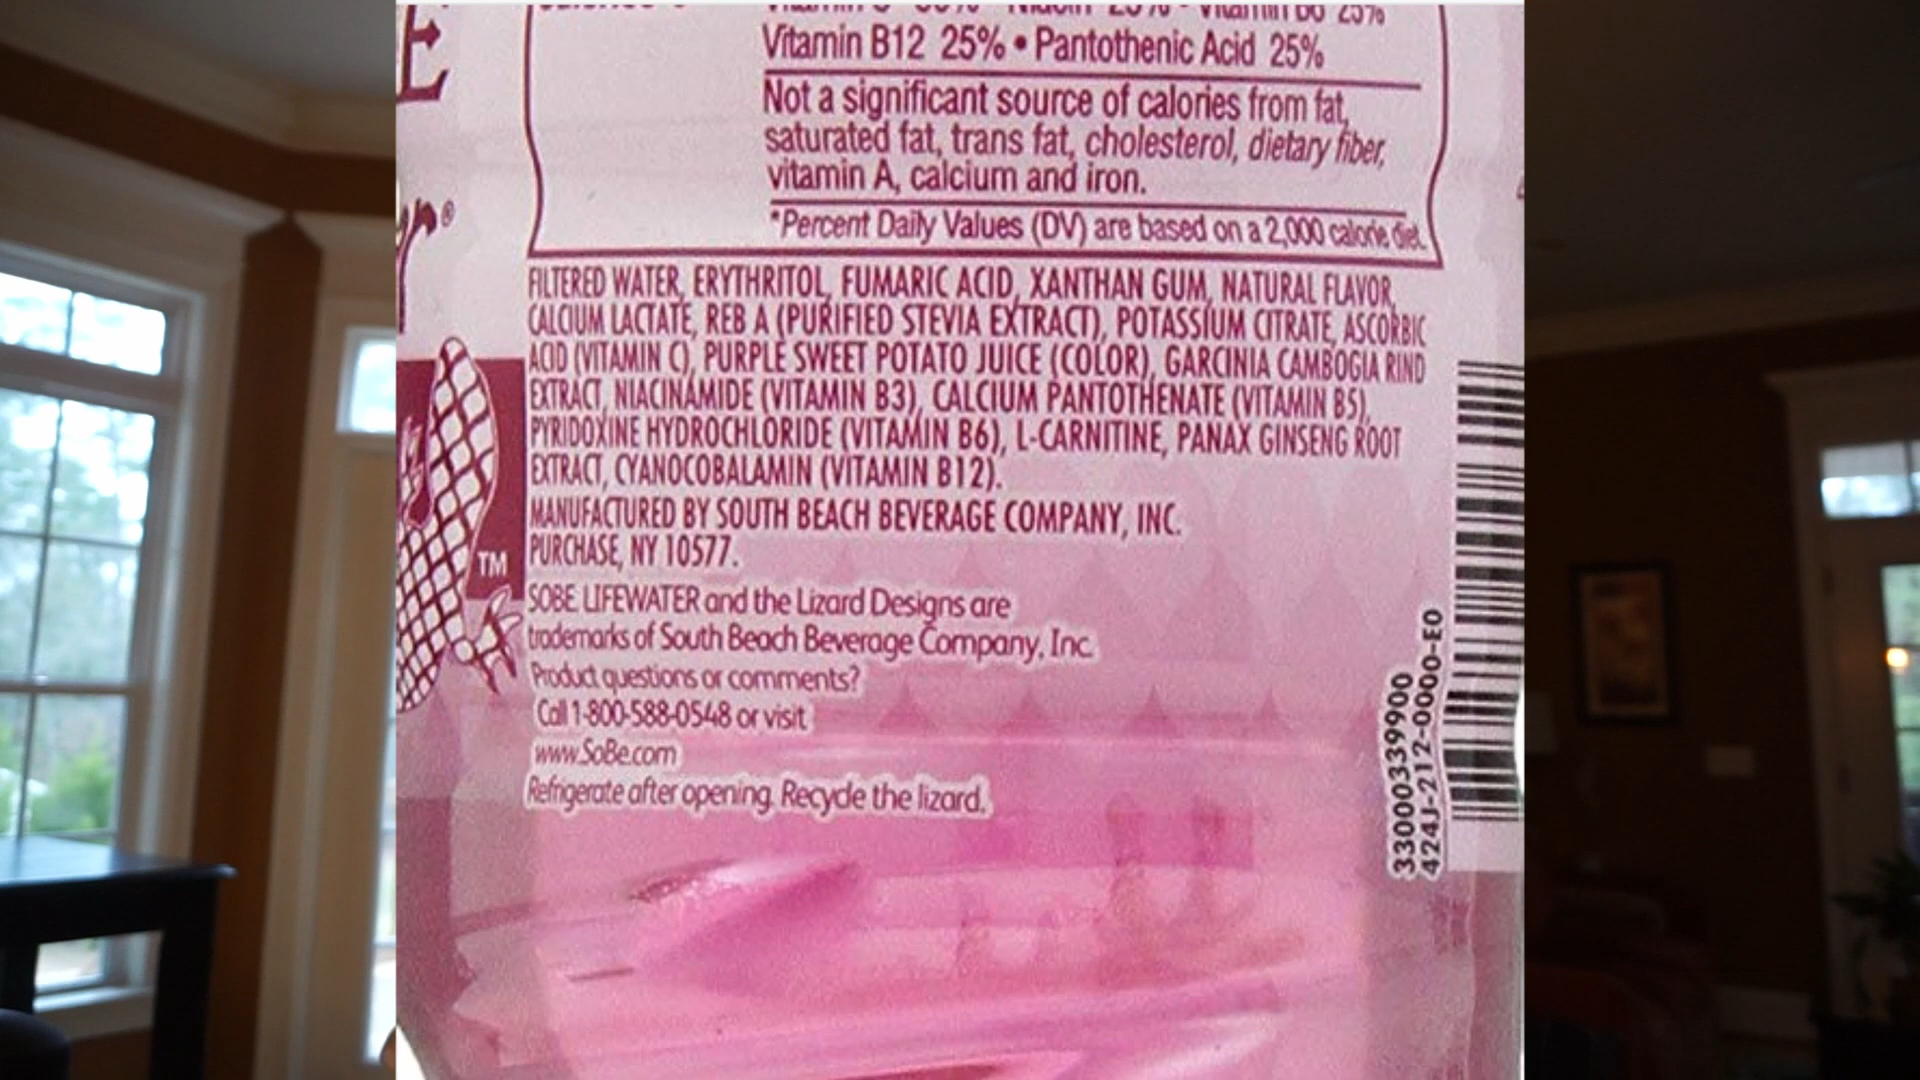 Vitamin B6 25%
Vitamin B12 25% • Pantothenic Acid 25%
Not a significant source of calories from fat,
saturated fat, trans fat, cholesterol, dietary fiber,
vitamin A, calcium and iron.
*Percent Daily Values (DV) are based on a 2,000 calorie diet.
FILTERED WATER, ERYTHRITOL, FUMARIC ACID, XANTHAN GUM, NATURAL FLAVOR,
CALCIUM LACTATE, REB A (PURIFIED STEVIA EXTRACT), POTASSIUM CITRATE, ASCORBIC
ACID (VITAMIN C), PURPLE SWEET POTATO JUICE (COLOR), GARCINIA CAMBOGIA RIND
EXTRACT, NIACINAMIDE (VITAMIN B3), CALCIUM PANTOTHENATE (VITAMIN B5),
PYRIDOXINE HYDROCHLORIDE (VITAMIN B6), L-CARNITINE, PANAX GINSENG ROOT
EXTRACT, CYANOCOBALAMIN (VITAMIN B12).
MANUFACTURED BY SOUTH BEACH BEVERAGE COMPANY, INC.
PURCHASE, NY 10577.
TM
SOBE LIFEWATER and the Lizard Designs are
trademarks of South Beach Beverage Company, Inc.
Product questions or comments?
Call 1-800-588-0548 or visit
www.SoBe.com
Refrigerate after opening. Recycle the lizard.
33000339900
424J-212-0000-E0